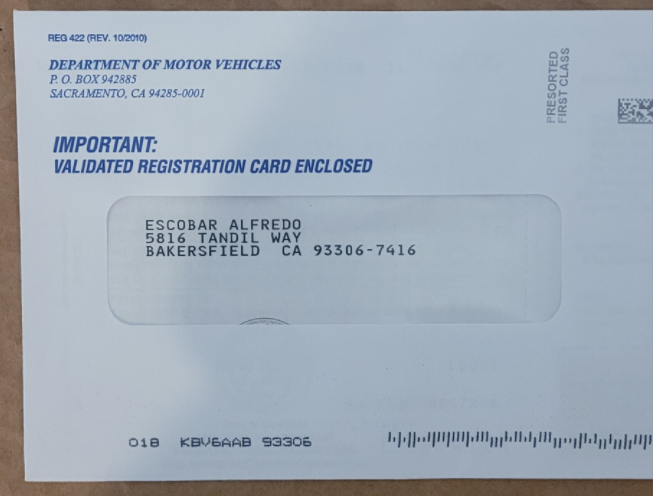 REG 422 (REV. 10/2010)
DEPARTMENT OF MOTOR VEHICLES
P. O. BOX 942885
SACRAMENTO, CA 94285-0001
PRESORTED
FIRST CLASS
IMPORTANT:
VALIDATED REGISTRATION CARD ENCLOSED
ESCOBAR ALFREDO
5816 TANDIL WAY
BAKERSFIELD CA 93306-7416
018 KBV6AAB 93306